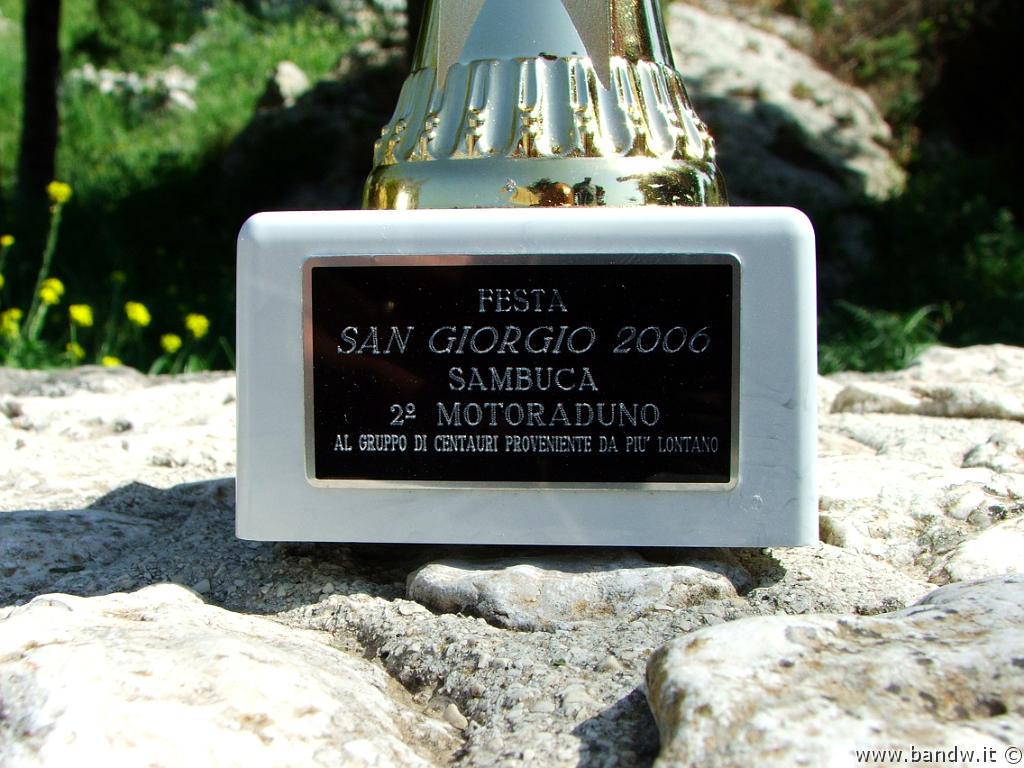 FESTA
SAN GIORGIO 2006
SAMBUCA
2º MOTORADUNO
AL GRUPPO DI CENTAURI PROVENIENTE DA PIU' LONTANO
www.bandw.it ©